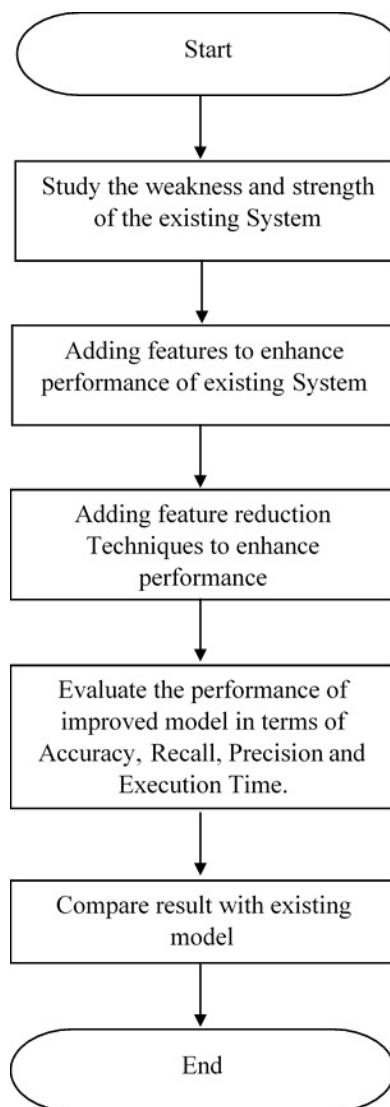 Start
Study the weakness and strength
of the existing System
Adding features to enhance
performance of existing System
Adding feature reduction
Techniques to enhance
performance
Evaluate the performance of
improved model in terms of
Accuracy, Recall, Precision and
Execution Time.
Compare result with existing
model
End